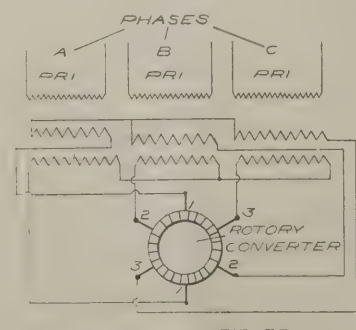 PHASES
A B C
PRI PRI PRI
1
2 3
ROTORY
CONVERTER
3 2
1